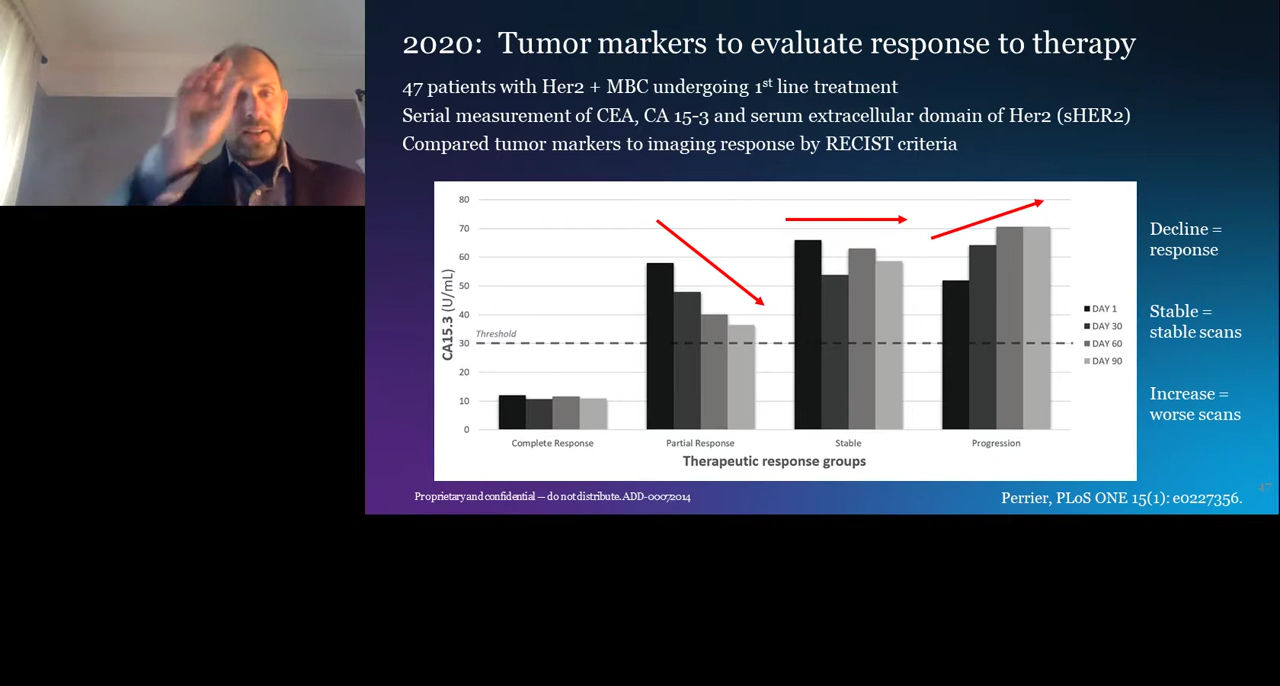 2020:  Tumor markers to evaluate response to therapy
47 patients with Her2 + MBC undergoing 1st line treatment
Serial measurement of CEA, CA 15-3 and serum extracellular domain of Her2 (sHER2)
Compared tumor markers to imaging response by RECIST criteria
CA15.3 (U/mL)
80
70
60
50
40
30
20
10
0
Threshold
Complete Response
Partial Response
Stable
Progression
Therapeutic response groups
DAY 1
DAY 30
DAY 60
DAY 90
Decline =
response
Stable =
stable scans
Increase =
worse scans
Proprietary and confidential — do not distribute. ADD-00072014
Perrier, PLoS ONE 15(1): e0227356.
47